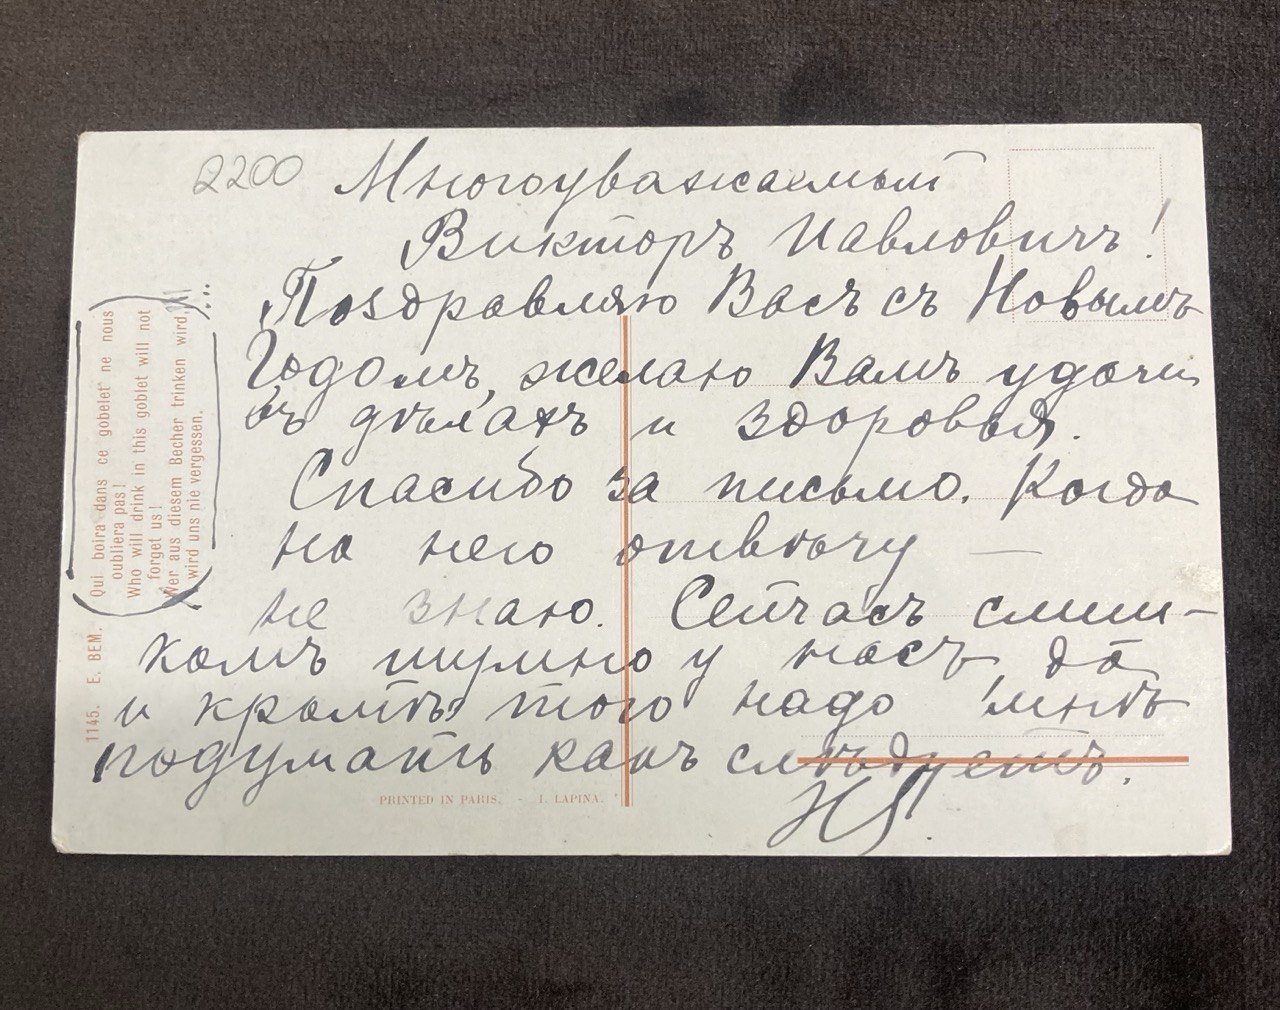 2200
Многоуважаемый
Викторъ Павловичъ!
Поздравляю Васъ съ Новымъ
Годомъ, желаю Вамъ удачи
въ дѣлахъ и здоровья.
Спасибо за письмо. Когда
на него отвѣчу —
не знаю. Сейчасъ слиш-
комъ шумно у насъ, да
и кромѣ того надо мнѣ
подумать какъ слѣдуетъ.
Qui boira dans ce gobelet" ne nous
oubliera pas!
Who will drink in this goblet will not
forget us!
Wer aus diesem Becher trinken wird,
wird uns nie vergessen.
1145. E. BEM.
PRINTED IN PARIS. - I. LAPINA.